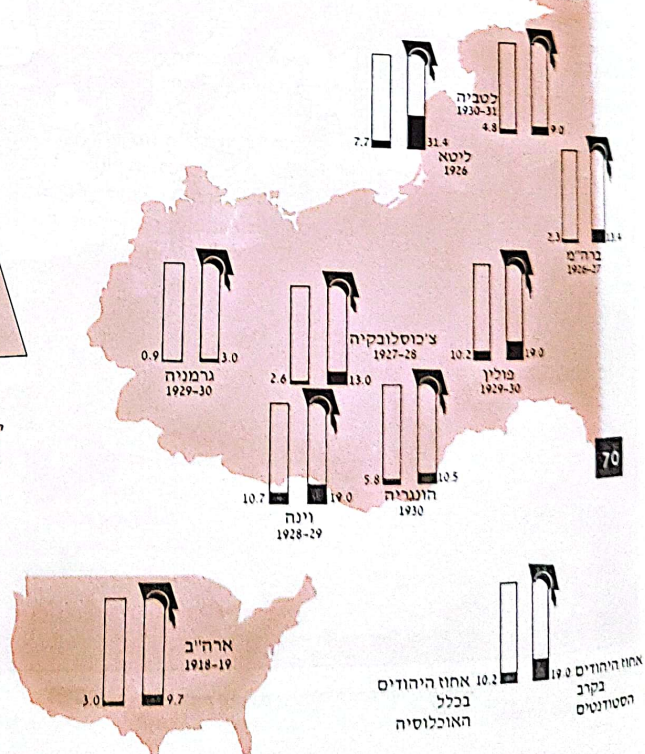 לטביה
1930-31
4.8 9.0
7.7 31.4
ליטא
1926
2.3 13.4
ברה"מ
1926-27
0.9 3.0
גרמניה
1929-30
צ'כוסלובקיה
1927-28
2.6 13.0
10.2 19.0
פולין
1929-30
5.8 10.5
הונגריה
1930
10.7 19.0
וינה
1928-29
70
ארה"ב
1918-19
3.0 9.7
10.2 19.0
אחוז היהודים
בכלל
האוכלוסיה
אחוז היהודים
בקרב
הסטודנטים